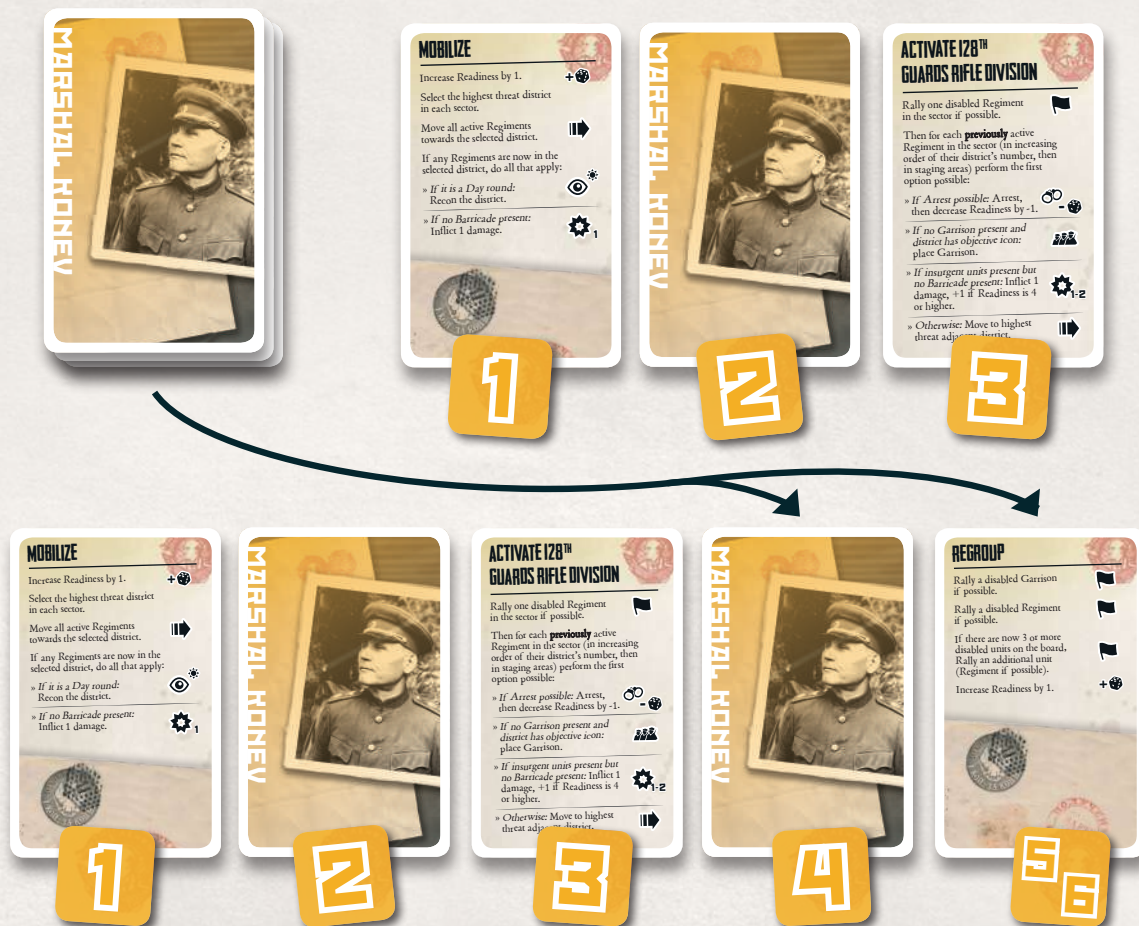 MARSHAL KONEV
MOBILIZE
Increase Readiness by 1.
Select the highest threat district
in each sector.
Move all active Regiments
towards the selected district.
If any Regiments are now in the
selected district, do all that apply:
» If it is a Day round:
Recon the district.
» If no Barricade present:
Inflict 1 damage.
1
1
MARSHAL KONEV
2
ACTIVATE 128TH
GUARDS RIFLE DIVISION
Rally one disabled Regiment
in the sector if possible.
Then for each previously active
Regiment in the sector (in increasing
order of their district's number, then
in staging areas) perform the first
option possible:
» If Arrest possible: Arrest,
then decrease Readiness by -1.
» If no Garrison present and
district has objective icon:
place Garrison.
» If insurgent units present but
no Barricade present: Inflict 1
damage, +1 if Readiness is 4
or higher.
1-2
» Otherwise: Move to highest
threat adjacent district.
3
MOBILIZE
Increase Readiness by 1.
Select the highest threat district
in each sector.
Move all active Regiments
towards the selected district.
If any Regiments are now in the
selected district, do all that apply:
» If it is a Day round:
Recon the district.
» If no Barricade present:
Inflict 1 damage.
1
1
MARSHAL KONEV
2
ACTIVATE 128TH
GUARDS RIFLE DIVISION
Rally one disabled Regiment
in the sector if possible.
Then for each previously active
Regiment in the sector (in increasing
order of their district's number, then
in staging areas) perform the first
option possible:
» If Arrest possible: Arrest,
then decrease Readiness by -1.
» If no Garrison present and
district has objective icon:
place Garrison.
» If insurgent units present but
no Barricade present: Inflict 1
damage, +1 if Readiness is 4
or higher.
1-2
» Otherwise: Move to highest
threat adjacent district.
3
MARSHAL KONEV
4
REGROUP
Rally a disabled Garrison
if possible.
Rally a disabled Regiment
if possible.
If there are now 3 or more
disabled units on the board,
Rally an additional unit
(Regiment if possible).
Increase Readiness by 1.
5
6